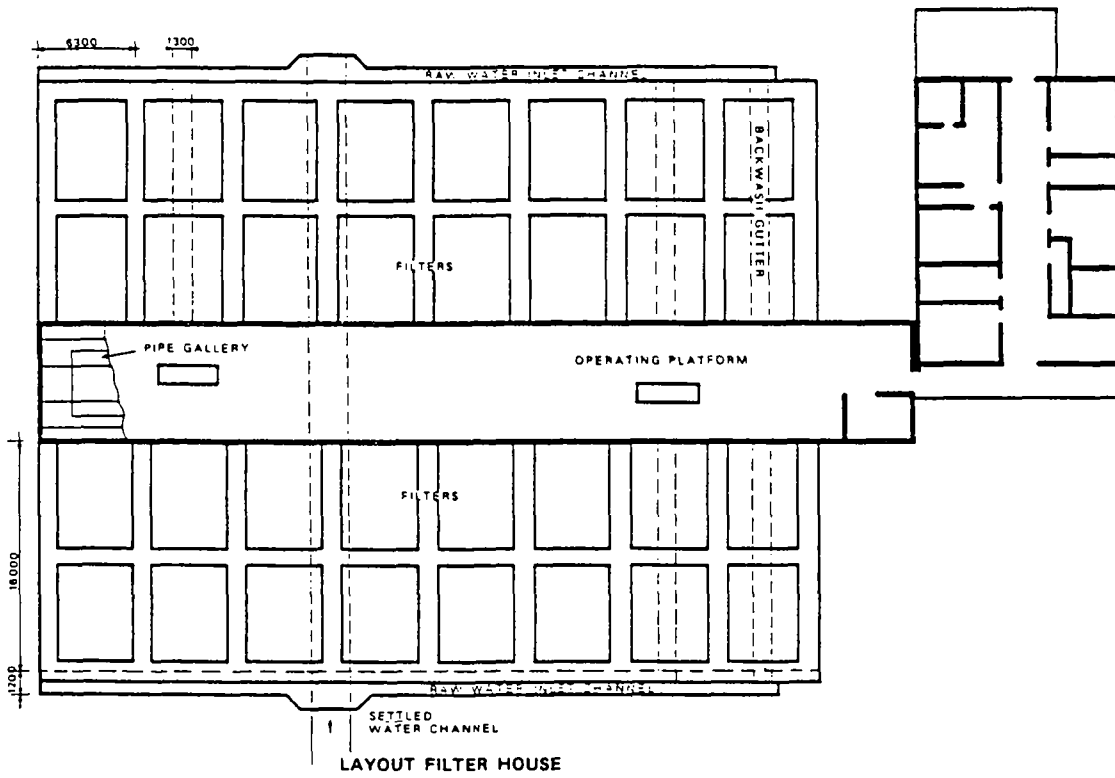 6300
1300
RAW WATER INLET CHANNEL
BACKWASH GUTTER
FILTERS
PIPE GALLERY
OPERATING PLATFORM
FILTERS
16000
1200
RAW WATER INLET CHANNEL
SETTLED
WATER CHANNEL
LAYOUT FILTER HOUSE